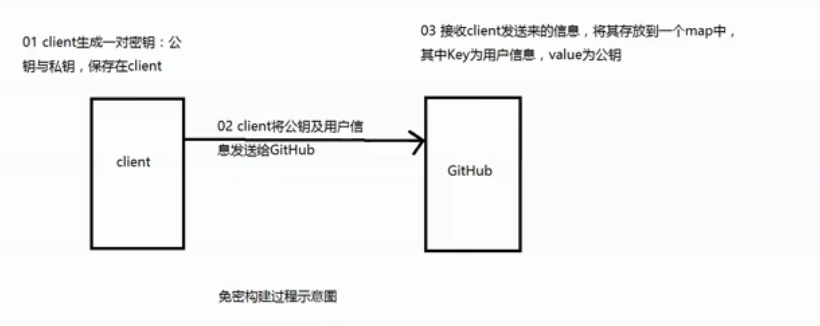 01 client生成一对密钥：公
钥与私钥，保存在client
03 接收client发送来的信息，将其存放到一个map中，
其中Key为用户信息，value为公钥
02 client将公钥及用户信
息发送给GitHub
client
GitHub
免密构建过程示意图